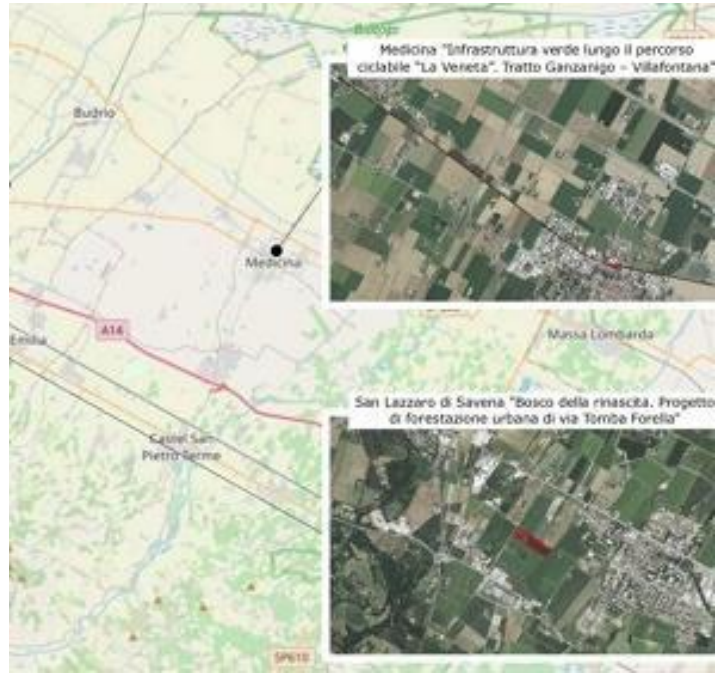 Medicina "Infrastruttura verde lungo il percorso
ciclabile "La Veneta". Tratto Ganzanigo – Villafontana"
Budrio
Medicina
A14
Emilia
Massa Lombarda
San Lazzaro di Savena "Bosco della rinascita. Progetto
di forestazione urbana di via Tomba Forella"
Castel San
Pietro Terme
SP610